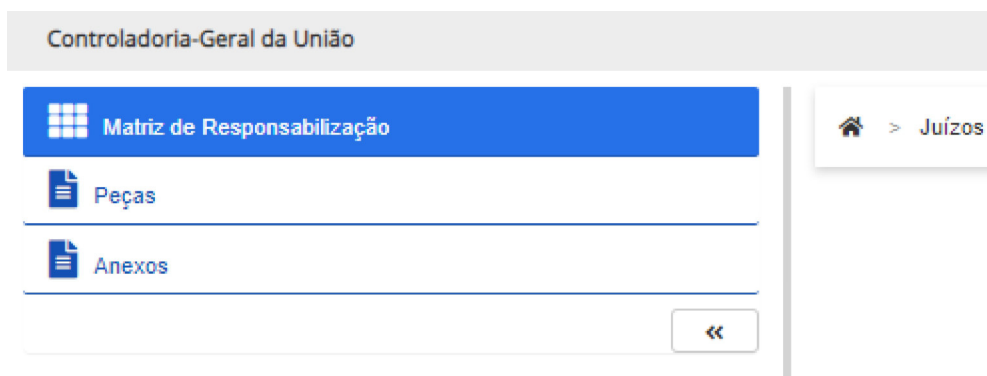 Controladoria-Geral da União
Matriz de Responsabilização
> Juízos
Peças
Anexos
«